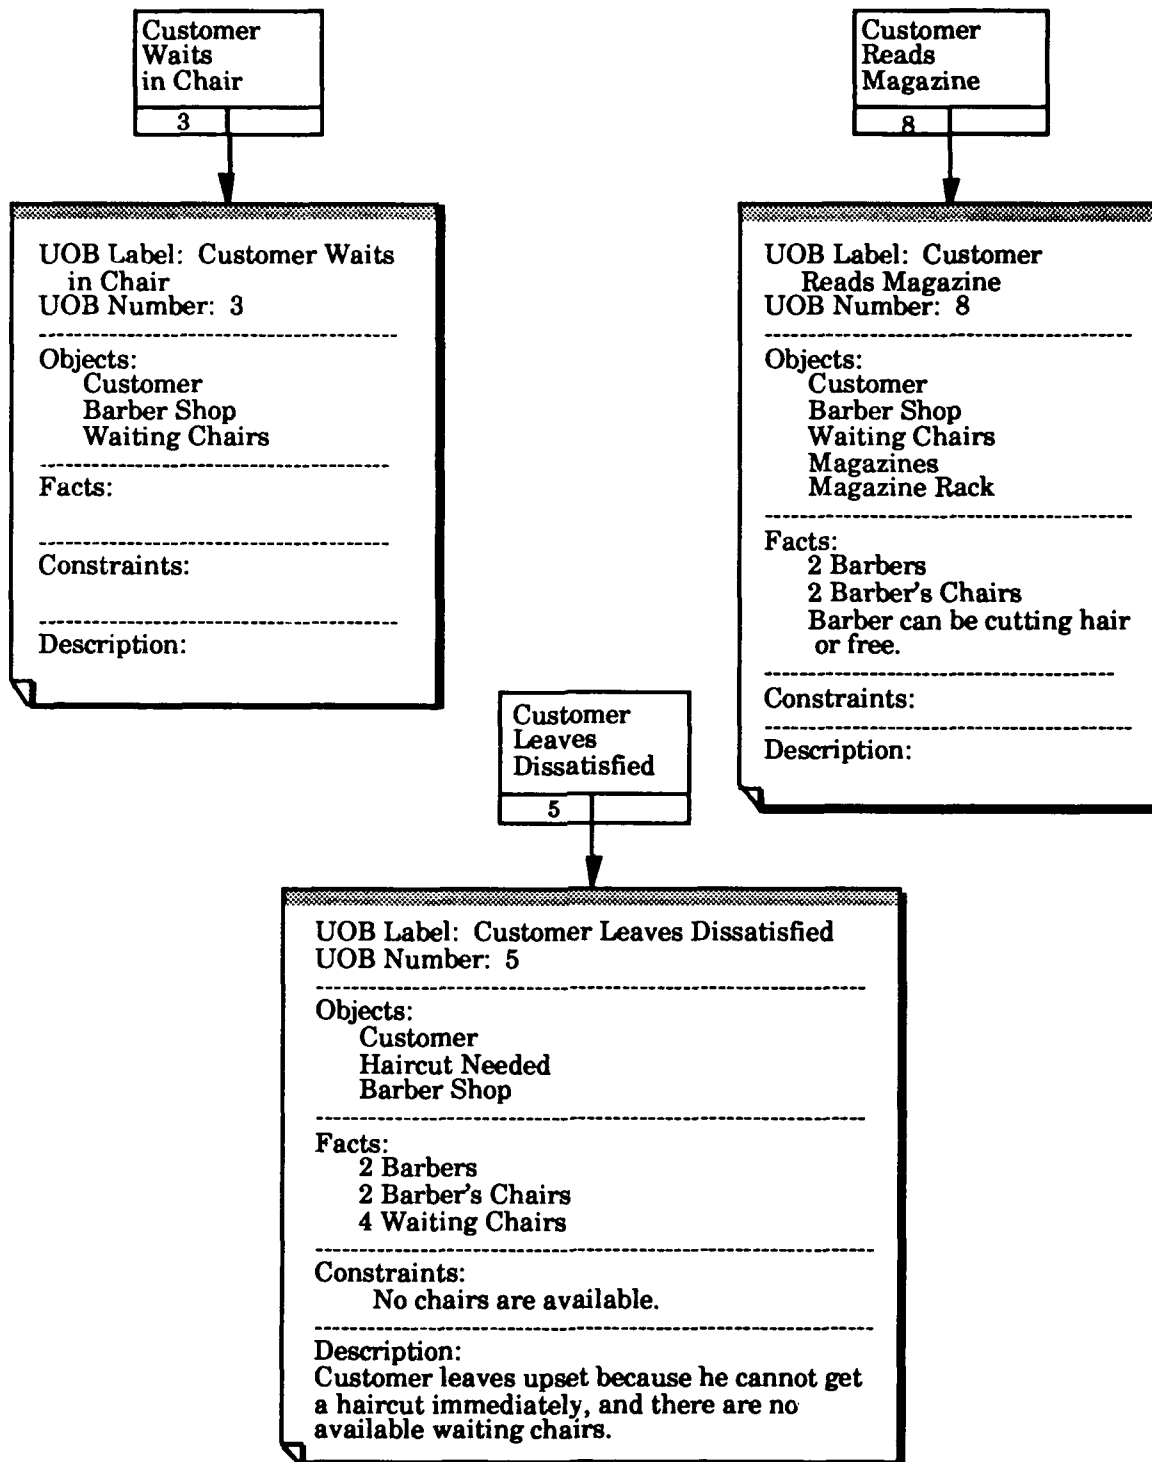 Customer
Waits
in Chair
3
UOB Label: Customer Waits
in Chair
UOB Number: 3
Objects:
Customer
Barber Shop
Waiting Chairs
Facts:
Constraints:
Description:
Customer
Reads
Magazine
8
UOB Label: Customer
Reads Magazine
UOB Number: 8
Objects:
Customer
Barber Shop
Waiting Chairs
Magazines
Magazine Rack
Facts:
2 Barbers
2 Barber's Chairs
Barber can be cutting hair
or free.
Constraints:
Description:
Customer
Leaves
Dissatisfied
5
UOB Label: Customer Leaves Dissatisfied
UOB Number: 5
Objects:
Customer
Haircut Needed
Barber Shop
Facts:
2 Barbers
2 Barber's Chairs
4 Waiting Chairs
Constraints:
No chairs are available.
Description:
Customer leaves upset because he cannot get
a haircut immediately, and there are no
available waiting chairs.